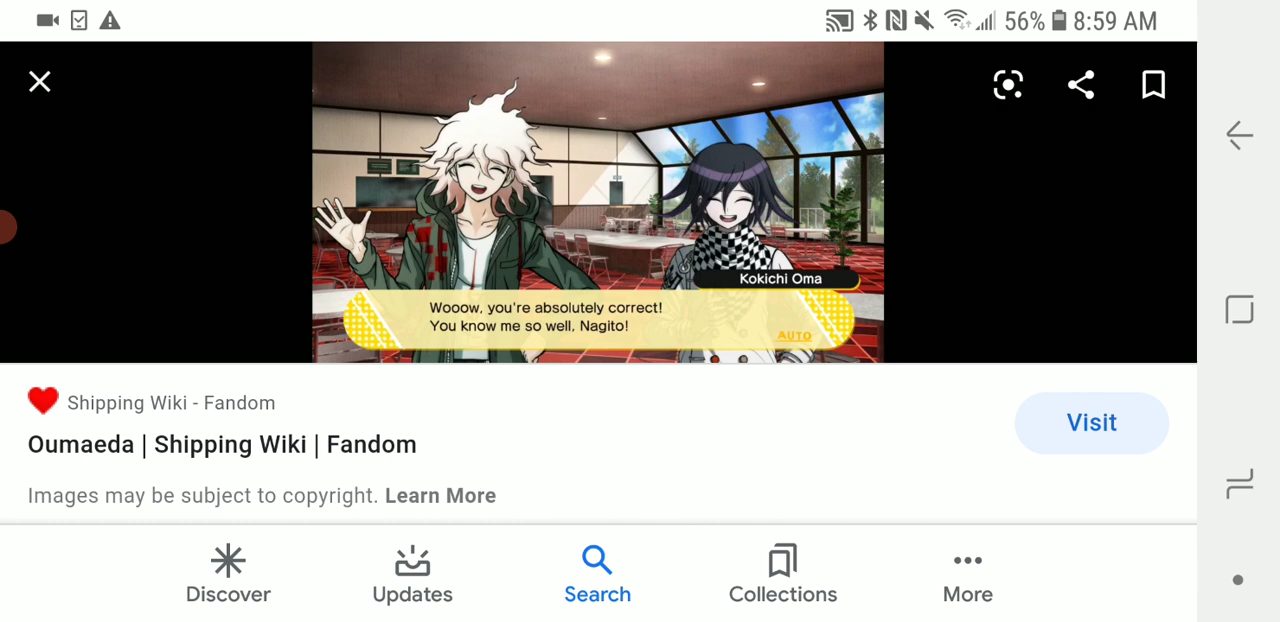 56% 8:59 AM
Kokichi Oma
Wooow, you're absolutely correct!
You know me so well, Nagito!
AUTO
Shipping Wiki - Fandom
Visit
Oumaeda | Shipping Wiki | Fandom
Images may be subject to copyright. Learn More
Discover Updates Search Collections More